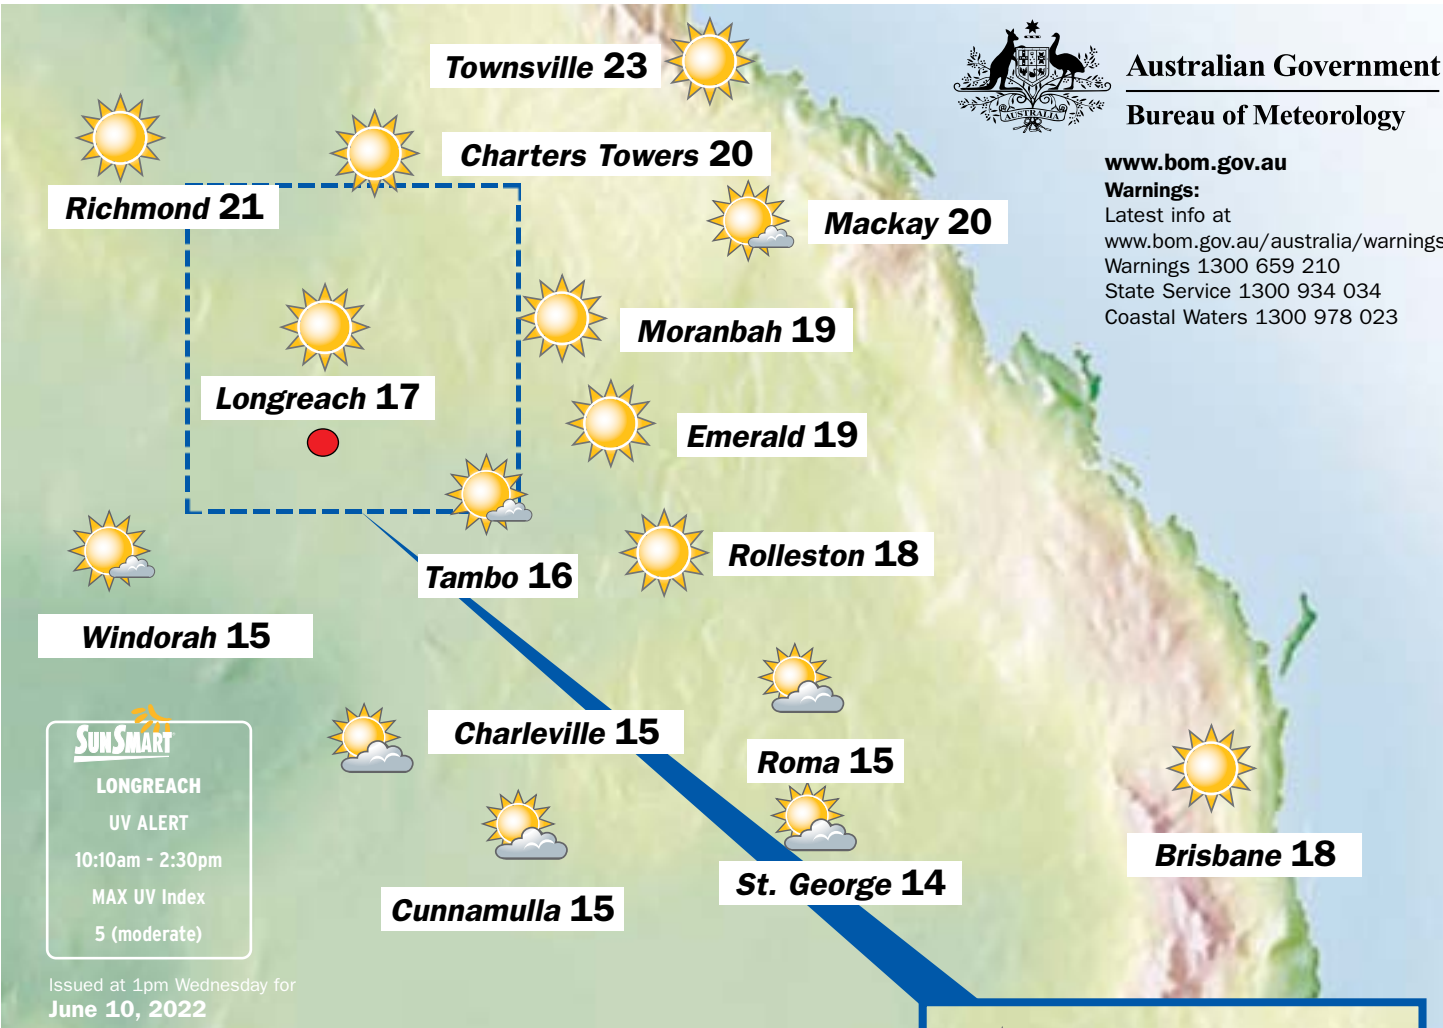 Townsville 23
Australian Government
Bureau of Meteorology
AUSTRALIA
Charters Towers 20
www.bom.gov.au
Warnings:
Latest info at
www.bom.gov.au/australia/warnings
Warnings 1300 659 210
State Service 1300 934 034
Coastal Waters 1300 978 023
Richmond 21
Mackay 20
Moranbah 19
Longreach 17
Emerald 19
Rolleston 18
Tambo 16
Windorah 15
Charleville 15
Roma 15
Brisbane 18
St. George 14
Cunnamulla 15
SUNSMART
LONGREACH
UV ALERT
10:10am - 2:30pm
MAX UV Index
5 (moderate)
Issued at 1pm Wednesday for
June 10, 2022